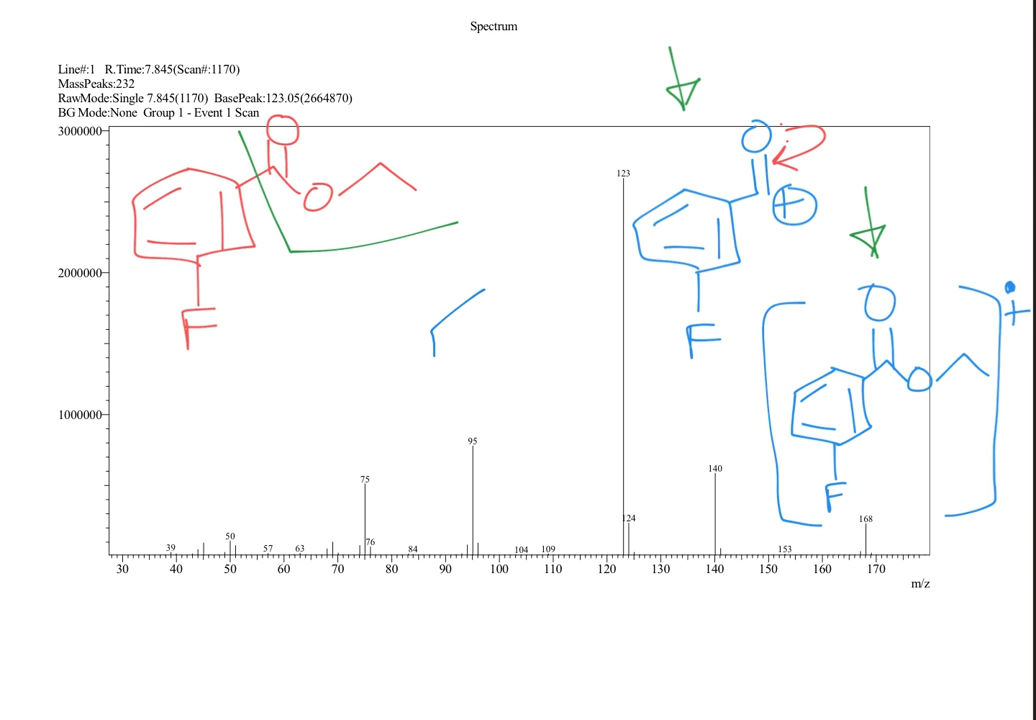 Spectrum
Line#:1 R.Time:7.845(Scan#:1170)
MassPeaks:232
RawMode:Single 7.845(1170) BasePeak:123.05(2664870)
BG Mode:None Group 1 - Event 1 Scan
3000000
2000000
1000000
O
O
F
O
+
F
O
O
F
+
123
95
75
140
124
168
50
39
57
63
76
84
104
109
153
30 40 50 60 70 80 90 100 110 120 130 140 150 160 170
m/z